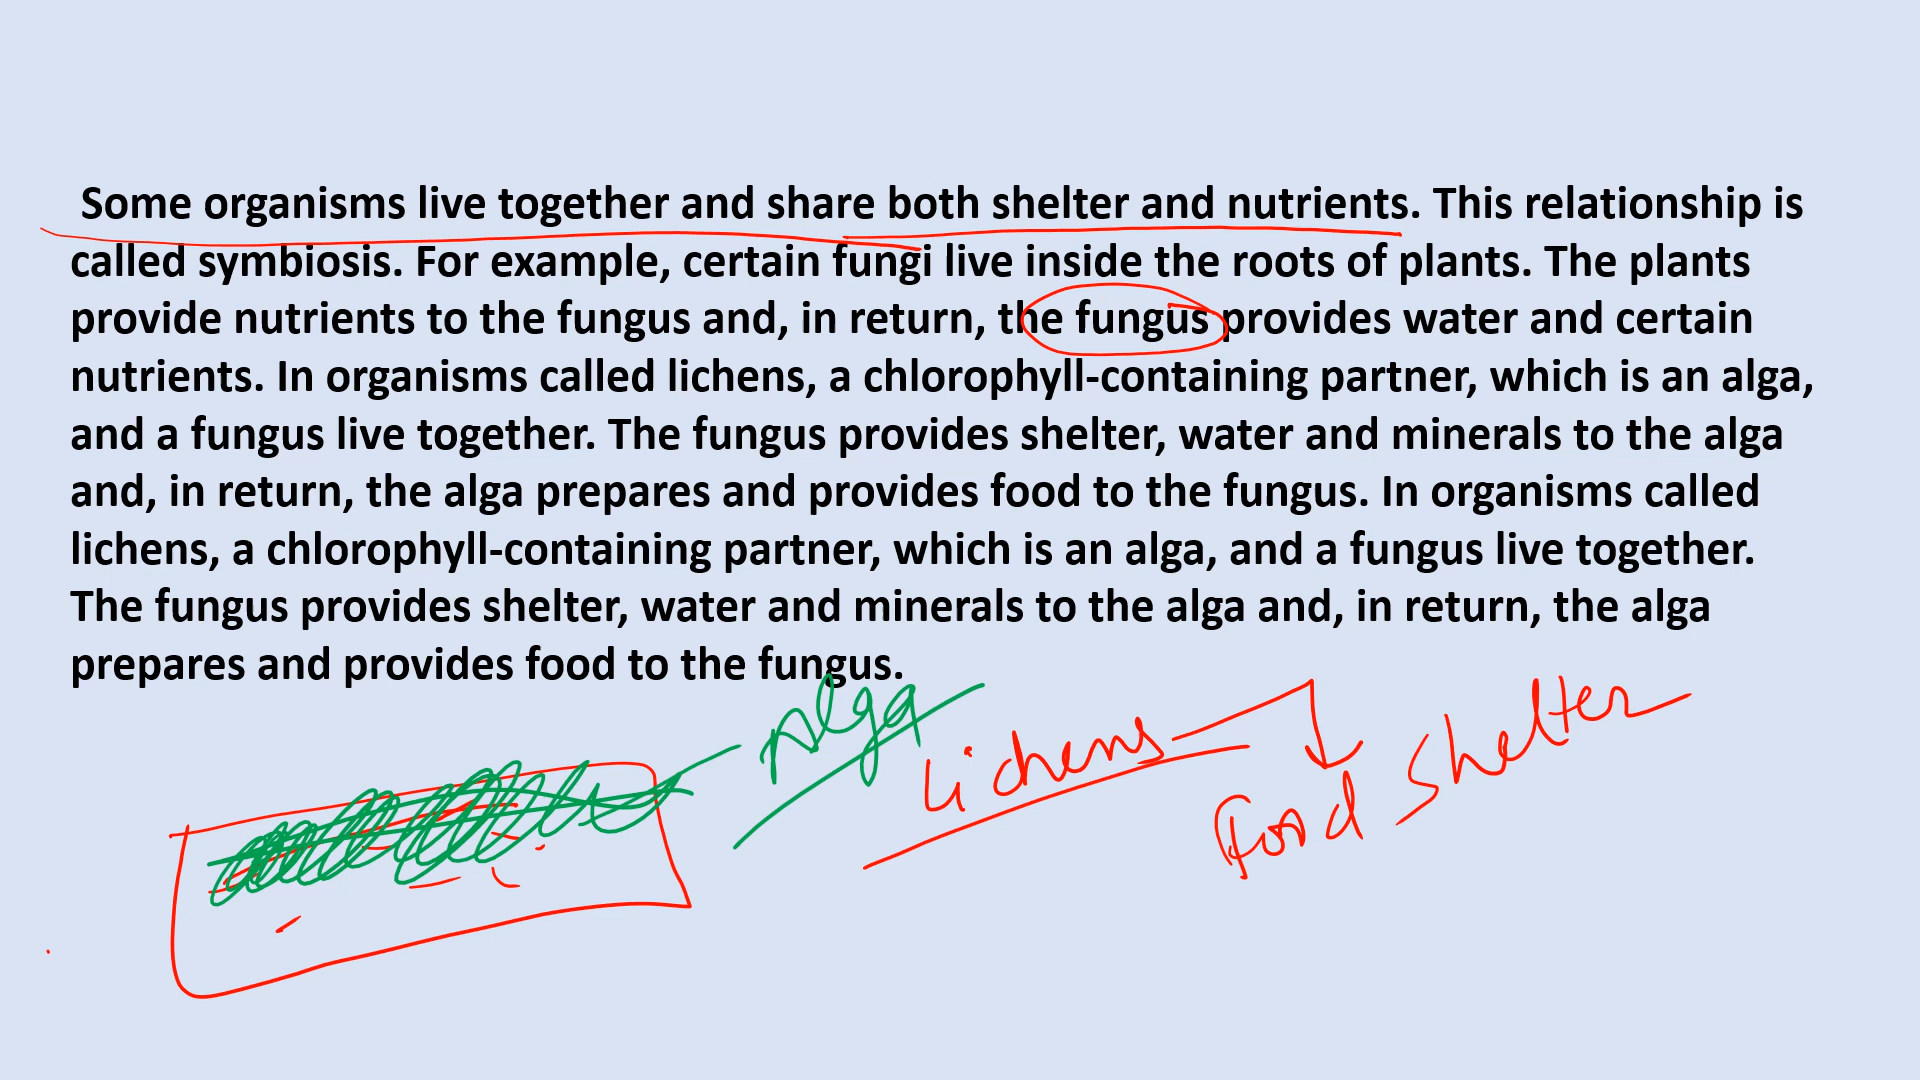 Some organisms live together and share both shelter and nutrients. This relationship is
called symbiosis. For example, certain fungi live inside the roots of plants. The plants
provide nutrients to the fungus and, in return, the fungus provides water and certain
nutrients. In organisms called lichens, a chlorophyll-containing partner, which is an alga,
and a fungus live together. The fungus provides shelter, water and minerals to the alga
and, in return, the alga prepares and provides food to the fungus. In organisms called
lichens, a chlorophyll-containing partner, which is an alga, and a fungus live together.
The fungus provides shelter, water and minerals to the alga and, in return, the alga
prepares and provides food to the fungus.
Alga
Lichens
Food Shelter